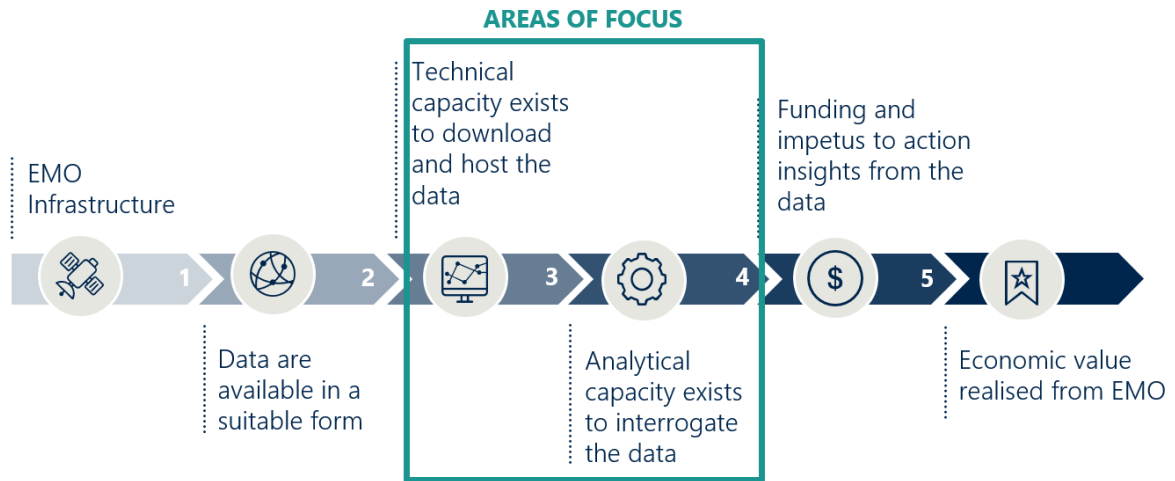 AREAS OF FOCUS
EMO
Infrastructure
1
Data are
available in a
suitable form
2
Technical
capacity exists
to download
and host the
data
3
Analytical
capacity exists
to interrogate
the data
4
Funding and
impetus to action
insights from the
data
$
5
Economic value
realised from EMO